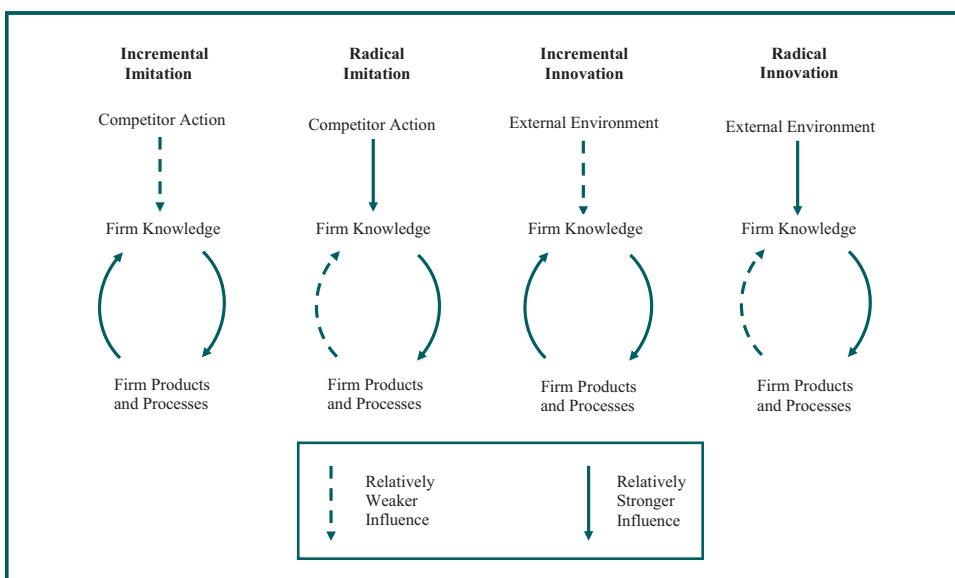 Incremental
Imitation
Radical
Imitation
Incremental
Innovation
Radical
Innovation
Competitor Action
Competitor Action
External Environment
External Environment
Firm Knowledge
Firm Knowledge
Firm Knowledge
Firm Knowledge
Firm Products
and Processes
Firm Products
and Processes
Firm Products
and Processes
Firm Products
and Processes
Relatively
Weaker
Influence
Relatively
Stronger
Influence